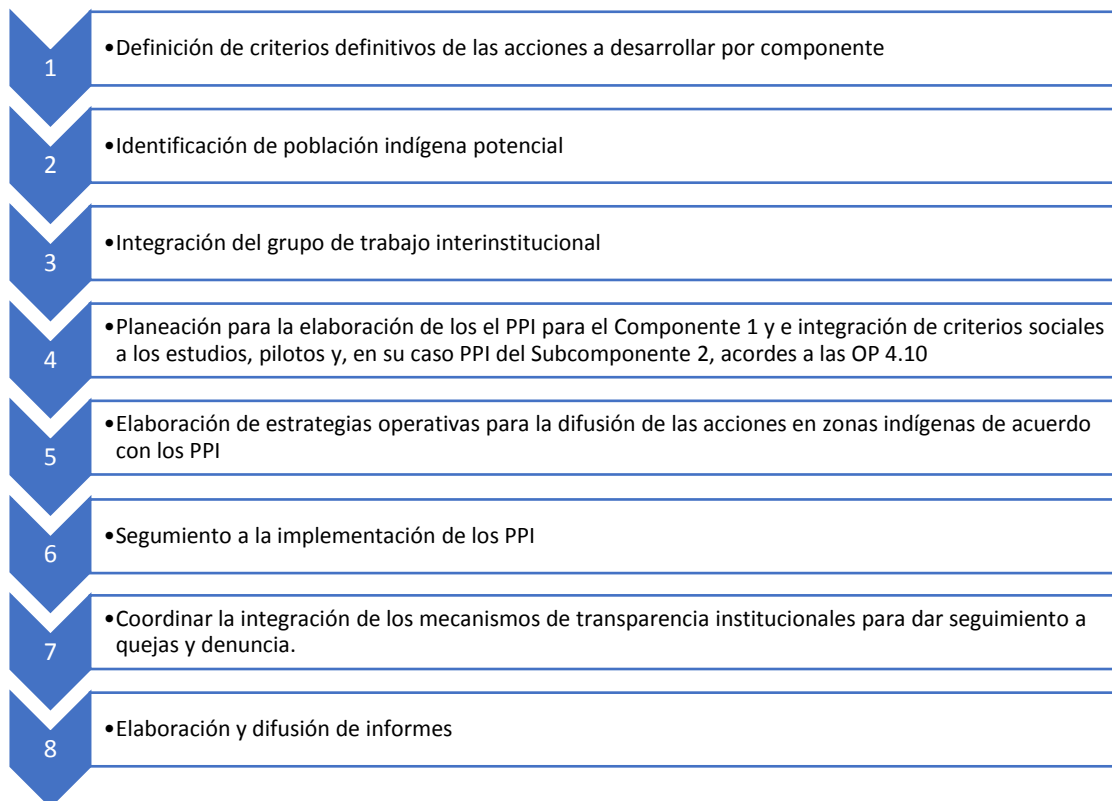 1
•Definición de criterios definitivos de las acciones a desarrollar por componente
2
•Identificación de población indígena potencial
3
•Integración del grupo de trabajo interinstitucional
4
•Planeación para la elaboración de los el PPI para el Componente 1 y e integración de criterios sociales
a los estudios, pilotos y, en su caso PPI del Subcomponente 2, acordes a las OP 4.10
5
•Elaboración de estrategias operativas para la difusión de las acciones en zonas indígenas de acuerdo
con los PPI
6
•Segumiento a la implementación de los PPI
7
•Coordinar la integración de los mecanismos de transparencia institucionales para dar seguimiento a
quejas y denuncia.
8
•Elaboración y difusión de informes